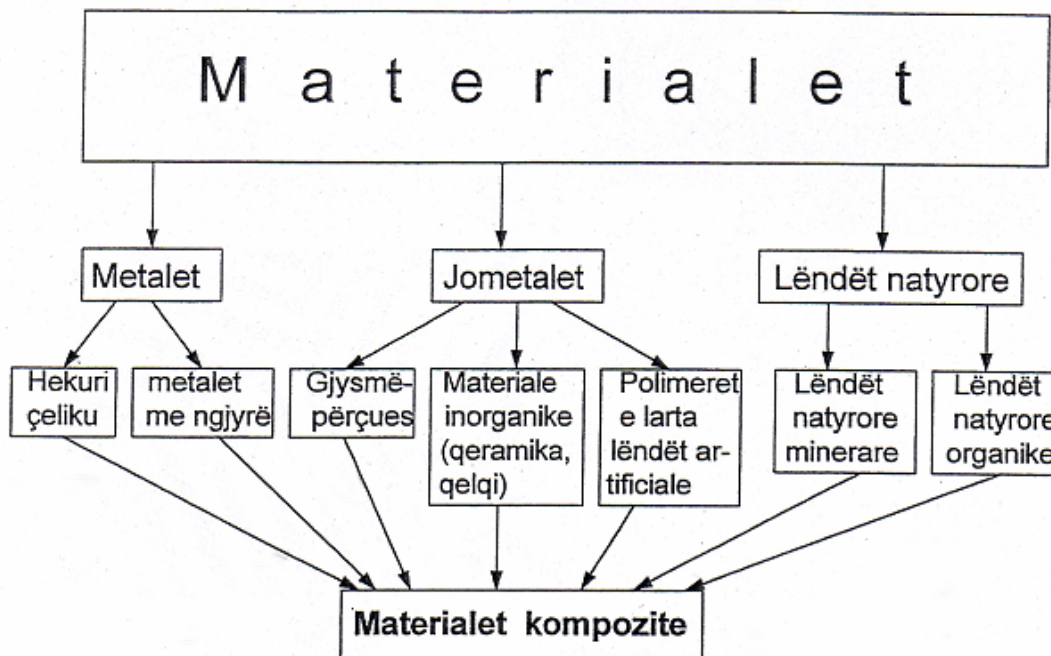 Materialet
Metalet
Jometalet
Lëndët natyrore
Hekuri
çeliku
metalet
me ngjyrë
Gjysmë-
përçues
Materiale
inorganike
(qeramika,
qelqi)
Polimeret
e larta
lëndët ar-
tificiale
Lëndët
natyrore
minerare
Lëndët
natyrore
organike
Materialet kompozite